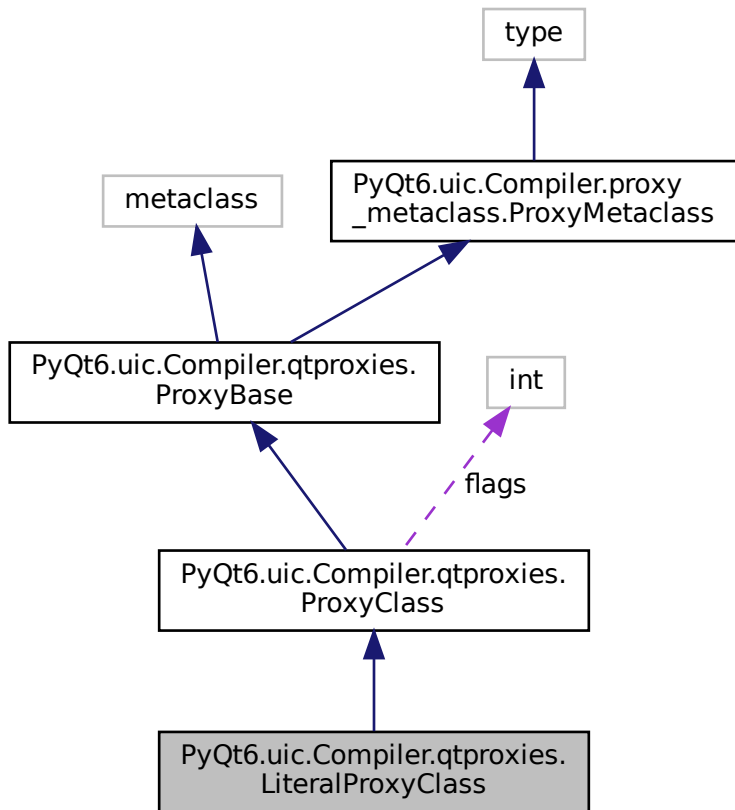 type
PyQt6.uic.Compiler.proxy
_metaclass.ProxyMetaclass
metaclass
PyQt6.uic.Compiler.qtproxies.
ProxyBase
int
flags
PyQt6.uic.Compiler.qtproxies.
ProxyClass
PyQt6.uic.Compiler.qtproxies.
LiteralProxyClass